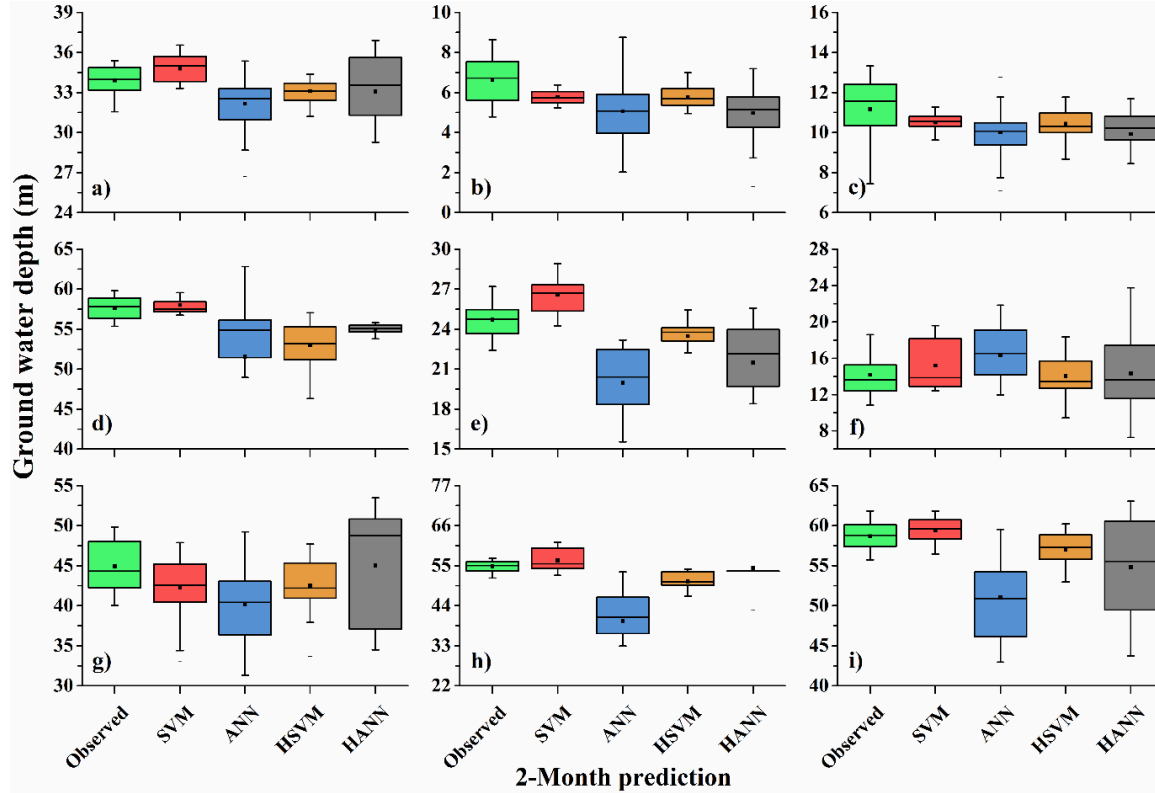 Ground water depth (m)
39
36
33
30
27
24
a)
10
8
6
4
2
0
b)
16
14
12
10
8
6
c)
65
60
55
50
45
40
d)
30
27
24
21
18
15
e)
28
24
20
16
12
8
f)
55
50
45
40
35
30
g)
77
66
55
44
33
22
h)
65
60
55
50
45
40
i)
Observed
SVM
ANN
HSVM
HANN
Observed
SVM
ANN
HSVM
HANN
Observed
SVM
ANN
HSVM
HANN
2-Month prediction